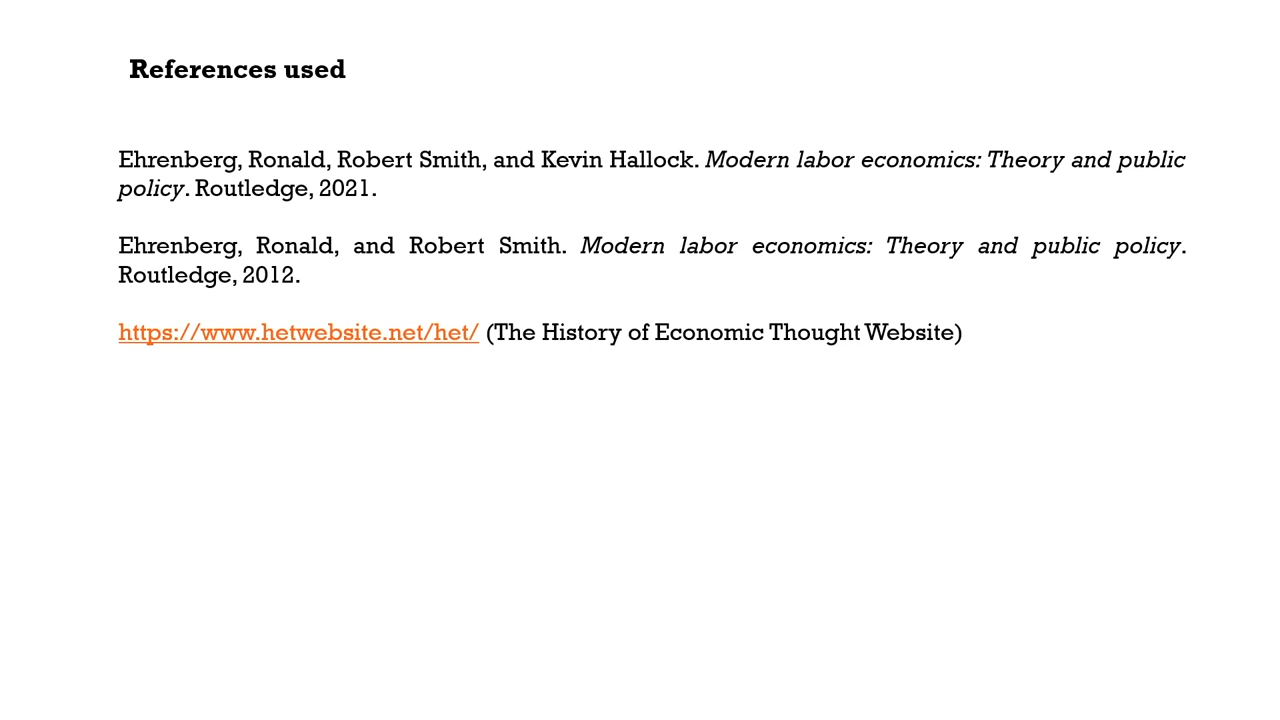 References used
Ehrenberg, Ronald, Robert Smith, and Kevin Hallock. Modern labor economics: Theory and public
policy. Routledge, 2021.
Ehrenberg, Ronald, and Robert Smith. Modern labor economics: Theory and public policy.
Routledge, 2012.
https://www.hetwebsite.net/het/ (The History of Economic Thought Website)